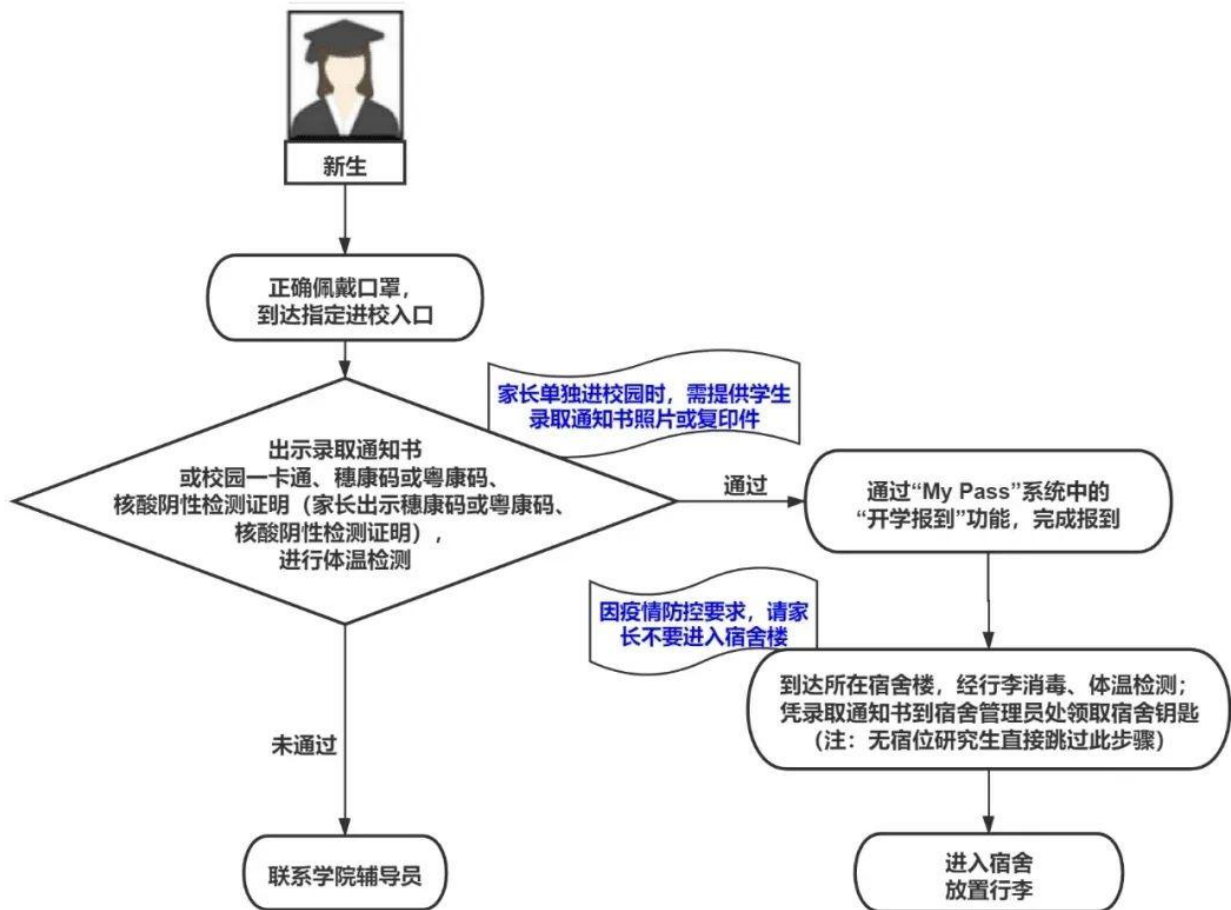 新生
正确佩戴口罩，
到达指定进校入口
家长单独进校园时，需提供学生
录取通知书照片或复印件
出示录取通知书
或校园一卡通、穗康码或粤康码、
核酸阴性检测证明（家长出示穗康码或粤康码、
核酸阴性检测证明），
进行体温检测
通过
通过“My Pass”系统中的
“开学报到”功能，完成报到
因疫情防控要求，请家
长不要进入宿舍楼
到达所在宿舍楼，经行李消毒、体温检测；
凭录取通知书到宿舍管理员处领取宿舍钥匙
（注：无宿位研究生直接跳过此步骤）
未通过
联系学院辅导员
进入宿舍
放置行李